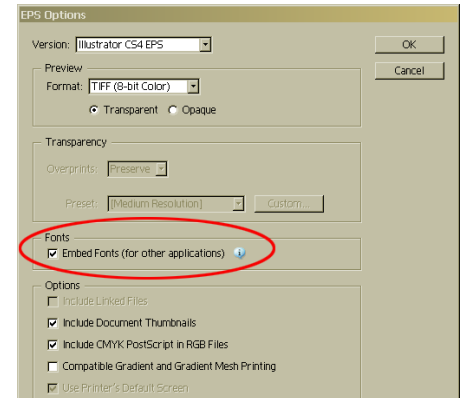 EPS Options
Version: Illustrator CS4 EPS
OK
Cancel
Preview
Format: TIFF (8-bit Color)
Transparent Opaque
Transparency
Overprints: Preserve
Preset: [Medium Resolution] Custom...
Fonts
Embed Fonts (for other applications)
Options
Include Linked Files
Include Document Thumbnails
Include CMYK PostScript in RGB Files
Compatible Gradient and Gradient Mesh Printing
Use Printer's Default Screen